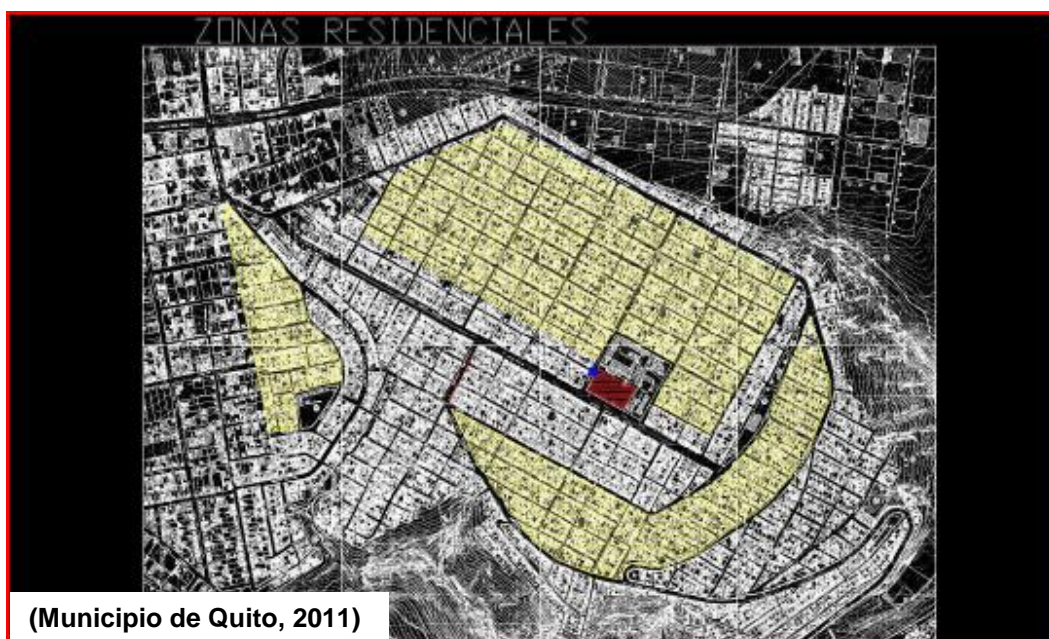 ZONAS RESIDENCIALES
(Municipio de Quito, 2011)